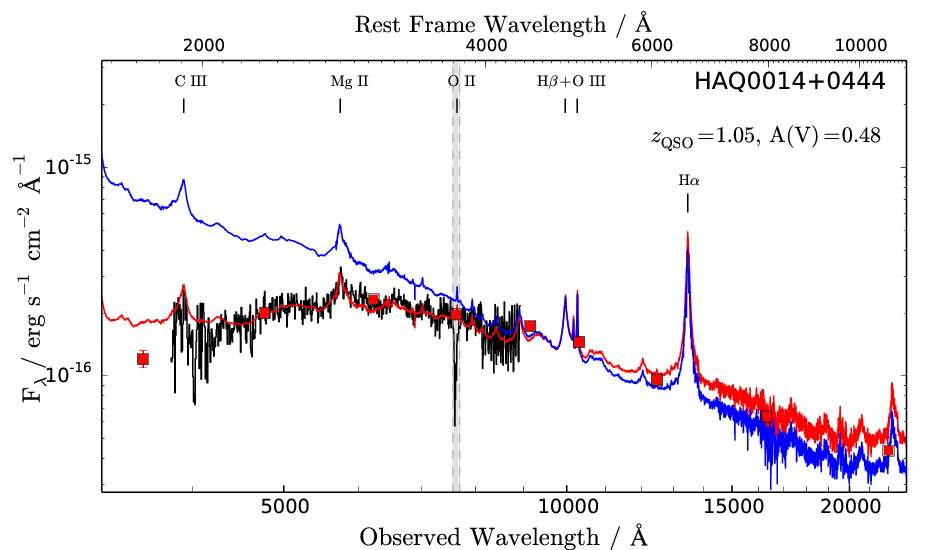 Rest Frame Wavelength / Å
2000 4000 6000 8000 10000
C III Mg II O II Hβ+O III
HAQ0014+0444
z_QSO=1.05, A(V)=0.48
Hα
10⁻¹⁵
10⁻¹⁶
F_λ / erg s⁻¹ cm⁻² Å⁻¹
5000 10000 15000 20000
Observed Wavelength / Å